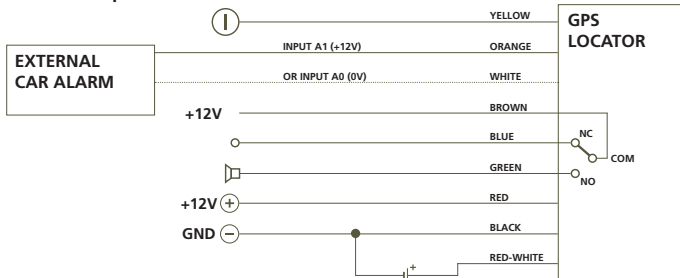 YELLOW
GPS
LOCATOR
INPUT A1 (+12V)
ORANGE
EXTERNAL
CAR ALARM
OR INPUT A0 (0V)
WHITE
+12V
BROWN
BLUE
NC
COM
GREEN
NO
+12V +
RED
GND −
BLACK
RED-WHITE
+